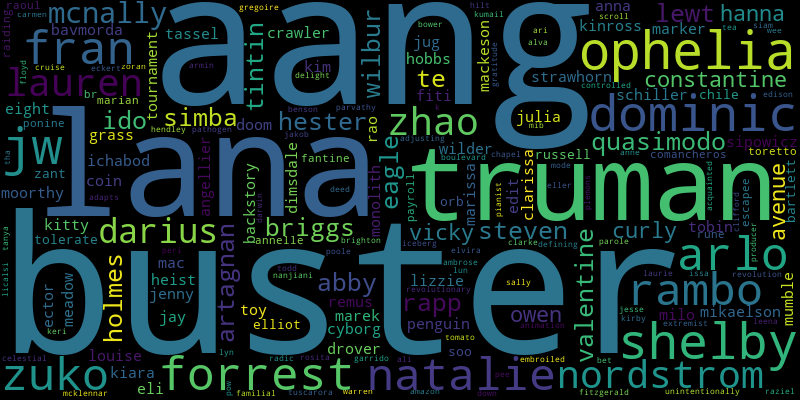 gregoire
raoul
carmen
mcnally
fran
baymorda
raiding
tassel
crawler
tournament
tintin
kim
delight
armin
zoran
cruise
eckert
floyd
lauren
aang
wilbur
jug
hobbs
te
fiti
bower
kumail
hilt
scroll
mackason
gratitude
lewt
anna
hanna
kinross
marker
ophelia
strawhorn
constantine
schiller
chile
edison
controlled
tea
siam
wee
ari
alva
julia
mib
dominic
quasimodo
sipowicz
toretto
comancheros
russell
anne
wilder
boulevard
chapel
adjusting
zhao
rao
k
parvathy
benson
hester
doom
pathogen
hendley
simba
ido
br
marian
eight
grass
jw
ponine
tha
zant
ichabod
coin
moorthy
adapts
angellier
lana
jakob
fantine
dimsdale
deed
darwin
backstory
monolith
eagle
payroll
orb
marissa
edit
clarissa
pianist
mode
truman
acquainted
clifford
escapee
producer
avenue
bartlett
tobin
rune
arlo
curly
parole
steven
vicky
briggs
darius
kitty
tolerate
tanya
licalsi
ector
keri
meadow
holmes
mac
heist
jenny
jay
peri
artagnan
annelle
brighton
buster
todd
nanjiani
poole
iceberg
elvira
clarke
defining
ambrose
lun
lizzie
revolutionary
abby
remus
marek
cyborg
rapp
penguin
drover
toy
elliot
sally
owen
animation
tomato
soo
valentine
laurie
issa
revolution
rambo
mikaelson
milo
jesse
kirby
extremist
leena
mumble
shelby
bet
embroiled
nordstrom
fitzgerald
unintentionally
raziel
amazon
down
pee
natalie
ali
garrido
rosita
radic
lyn
warren
tuscarora
pow
familial
forrest
eli
kiara
louise
celestial
zuko
mcklennar